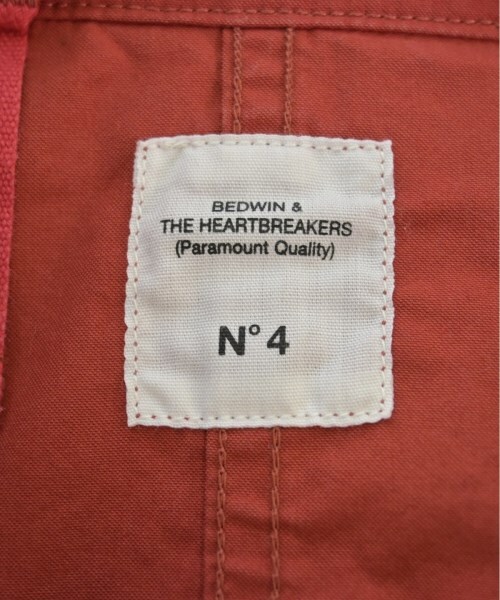 BEDWIN &
THE HEARTBREAKERS
(Paramount Quality)
N° 4